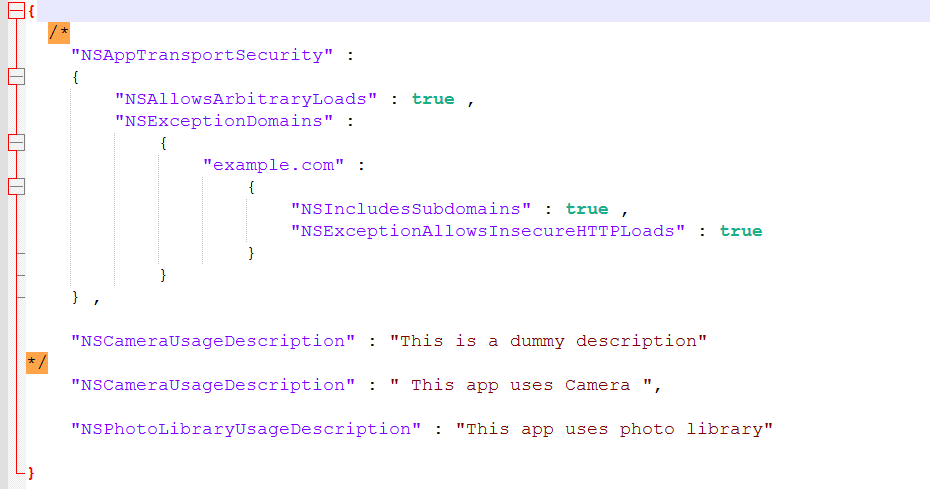 {
/*
"NSAppTransportSecurity" :
{
"NSAllowsArbitraryLoads" : true ,
"NSExceptionDomains" :
{
"example.com" :
{
"NSIncludesSubdomains" : true ,
"NSExceptionAllowsInsecureHTTPLoads" : true
}
}
} ,
"NSCameraUsageDescription" : "This is a dummy description"
*/
"NSCameraUsageDescription" : " This app uses Camera ",
"NSPhotoLibraryUsageDescription" : "This app uses photo library"
}